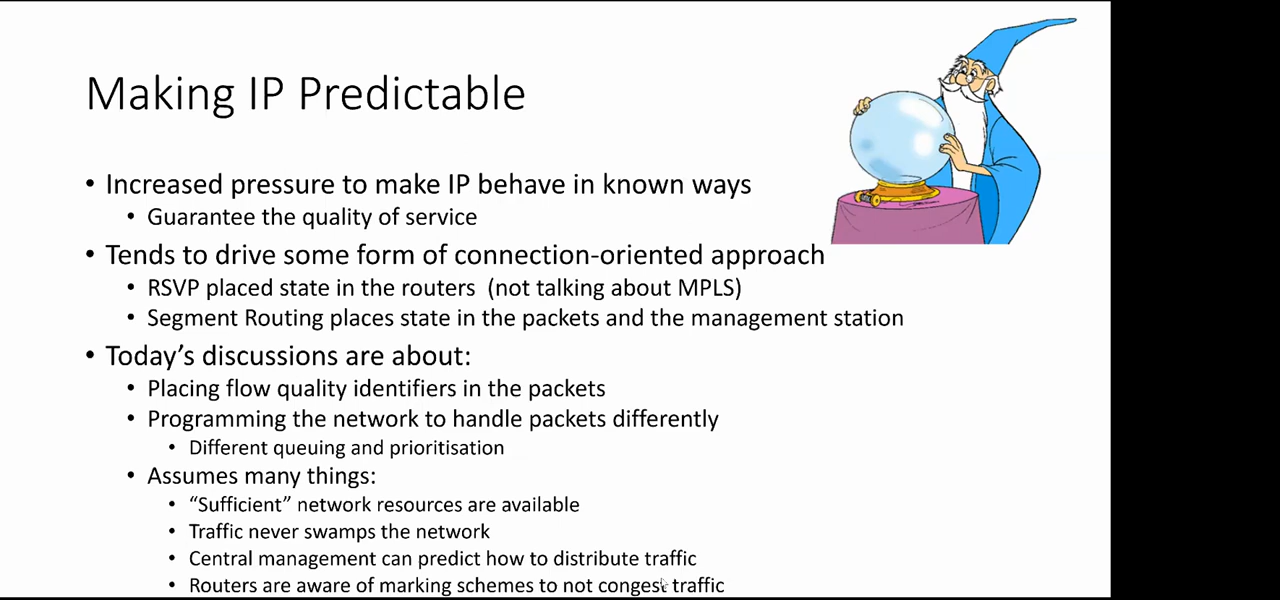 Making IP Predictable
• Increased pressure to make IP behave in known ways
• Guarantee the quality of service
• Tends to drive some form of connection-oriented approach
• RSVP placed state in the routers (not talking about MPLS)
• Segment Routing places state in the packets and the management station
• Today’s discussions are about:
• Placing flow quality identifiers in the packets
• Programming the network to handle packets differently
• Different queuing and prioritisation
• Assumes many things:
• “Sufficient” network resources are available
• Traffic never swamps the network
• Central management can predict how to distribute traffic
• Routers are aware of marking schemes to not congest traffic